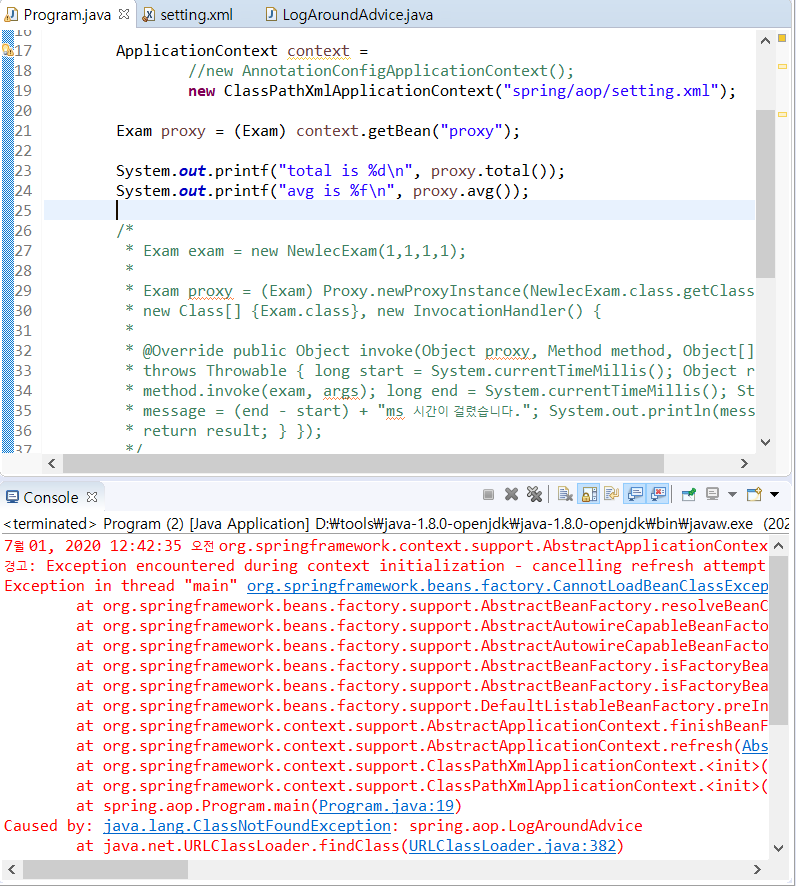 Program.java setting.xml LogAroundAdvice.java
16
17 ApplicationContext context =
18 //new AnnotationConfigApplicationContext();
19 new ClassPathXmlApplicationContext("spring/aop/setting.xml");
20
21 Exam proxy = (Exam) context.getBean("proxy");
22
23 System.out.printf("total is %d\n", proxy.total());
24 System.out.printf("avg is %f\n", proxy.avg());
25
26 /*
27 * Exam exam = new NewlecExam(1,1,1,1);
28 *
29 * Exam proxy = (Exam) Proxy.newProxyInstance(NewlecExam.class.getClass
30 * new Class[] {Exam.class}, new InvocationHandler() {
31 *
32 * @Override public Object invoke(Object proxy, Method method, Object[]
33 * throws Throwable { long start = System.currentTimeMillis(); Object r
34 * method.invoke(exam, args); long end = System.currentTimeMillis(); St
35 * message = (end - start) + "ms 시간이 걸렸습니다."; System.out.println(mess
36 * return result; } });
37 */
Console
<terminated> Program (2) [Java Application] D:₩tools₩java-1.8.0-openjdk₩java-1.8.0-openjdk₩bin₩javaw.exe (202
7월 01, 2020 12:42:35 오전 org.springframework.context.support.AbstractApplicationContex
경고: Exception encountered during context initialization - cancelling refresh attempt
Exception in thread "main" org.springframework.beans.factory.CannotLoadBeanClassExcep
at org.springframework.beans.factory.support.AbstractBeanFactory.resolveBeanC
at org.springframework.beans.factory.support.AbstractAutowireCapableBeanFacto
at org.springframework.beans.factory.support.AbstractAutowireCapableBeanFacto
at org.springframework.beans.factory.support.AbstractBeanFactory.isFactoryBea
at org.springframework.beans.factory.support.AbstractBeanFactory.isFactoryBea
at org.springframework.beans.factory.support.DefaultListableBeanFactory.preIn
at org.springframework.context.support.AbstractApplicationContext.finishBeanF
at org.springframework.context.support.AbstractApplicationContext.refresh(Abs
at org.springframework.context.support.ClassPathXmlApplicationContext.<init>(
at org.springframework.context.support.ClassPathXmlApplicationContext.<init>(
at spring.aop.Program.main(Program.java:19)
Caused by: java.lang.ClassNotFoundException: spring.aop.LogAroundAdvice
at java.net.URLClassLoader.findClass(URLClassLoader.java:382)